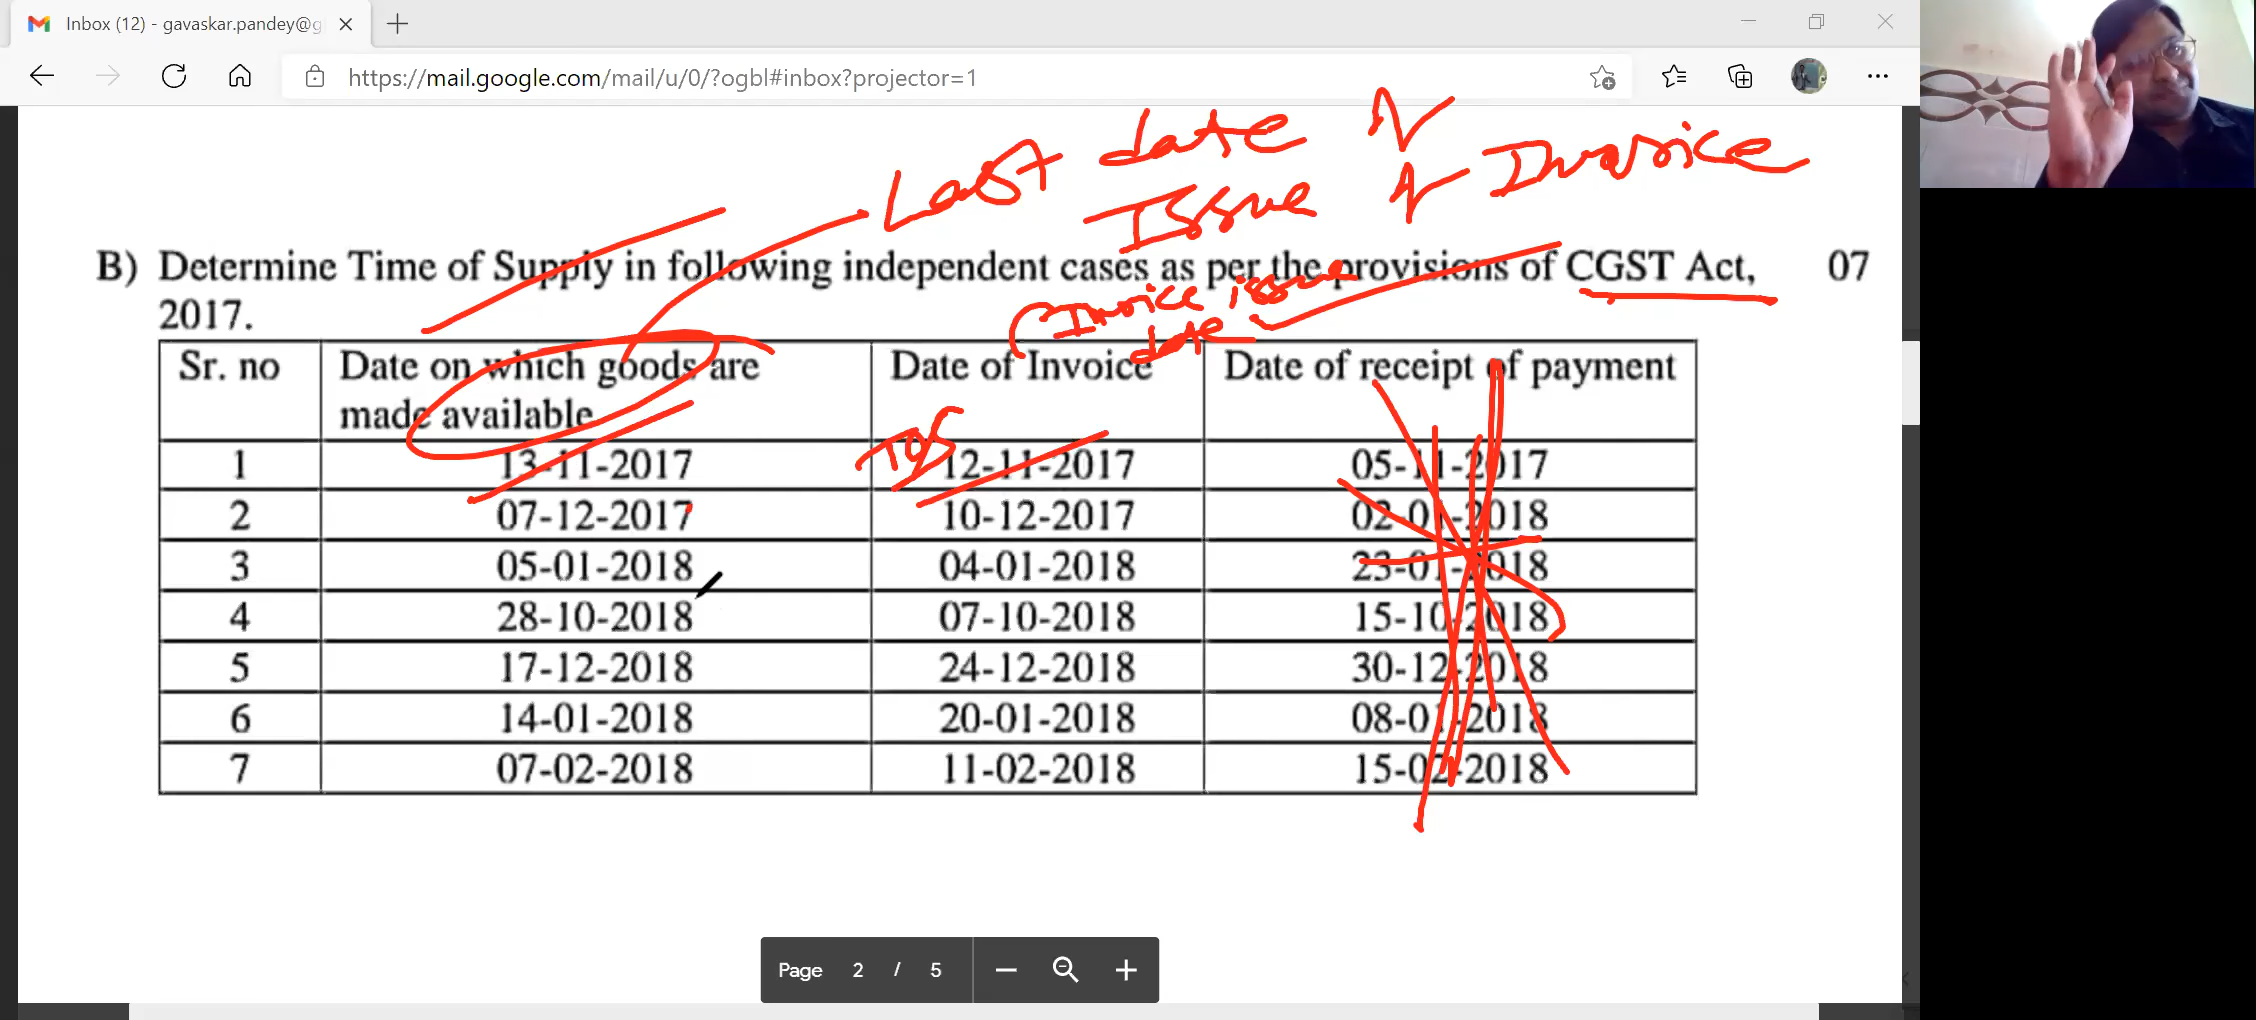 Inbox (12) - gavaskar.pandey@g
https://mail.google.com/mail/u/0/?ogbl#inbox?projector=1
Last date of
Issue of Invoice
B) Determine Time of Supply in following independent cases as per the provisions of CGST Act, 07
2017.
(Invoice issue
date
Sr. no Date on which goods are made available Date of Invoice Date of receipt of payment
TOS
1 13-11-2017 12-11-2017 05-11-2017
2 07-12-2017 10-12-2017 02-01-2018
3 05-01-2018 04-01-2018 23-01-2018
4 28-10-2018 07-10-2018 15-10-2018
5 17-12-2018 24-12-2018 30-12-2018
6 14-01-2018 20-01-2018 08-01-2018
7 07-02-2018 11-02-2018 15-02-2018
Page 2 / 5